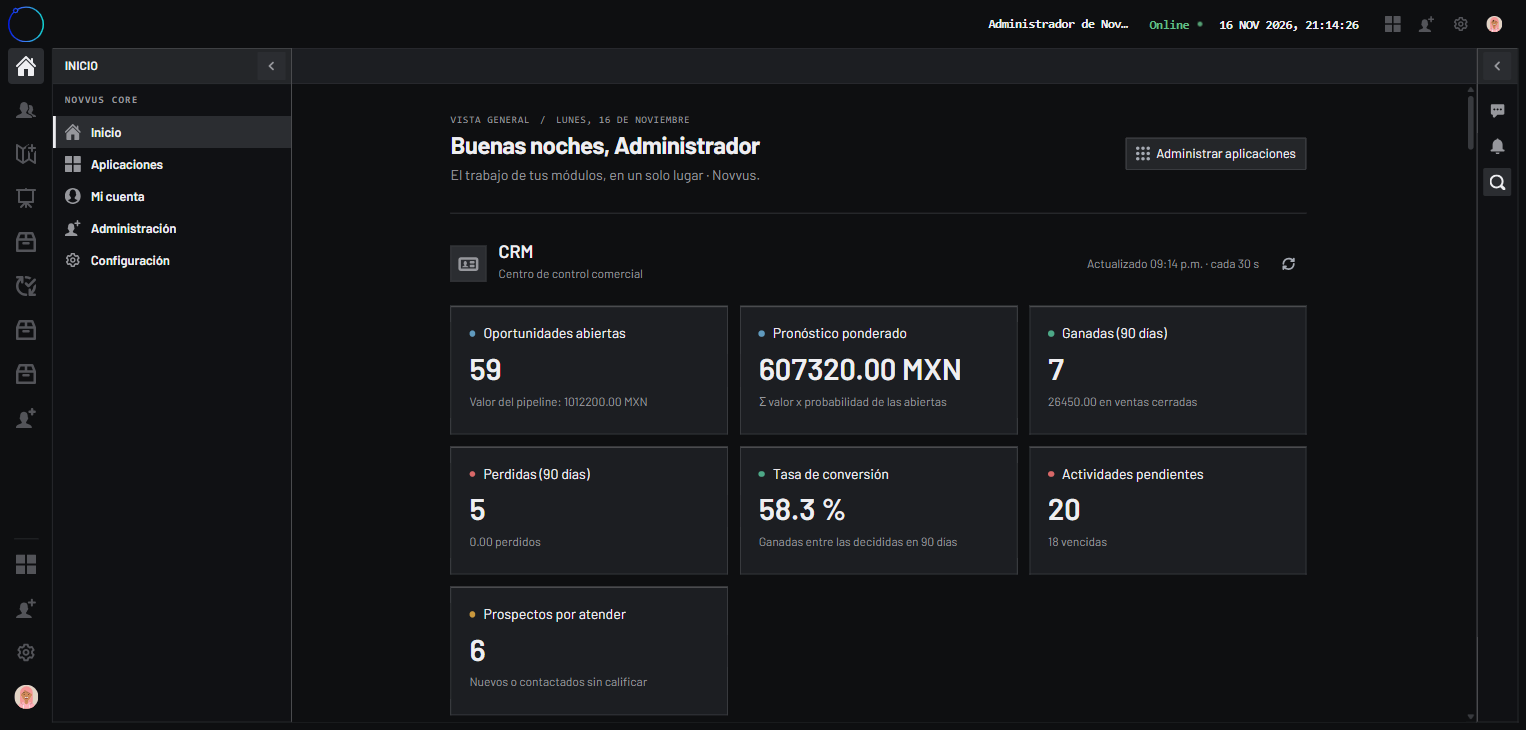 Administrador de Nov… Online 16 NOV 2026, 21:14:26
INICIO
NOVVUS CORE
Inicio
Aplicaciones
Mi cuenta
Administración
Configuración
VISTA GENERAL / LUNES, 16 DE NOVIEMBRE
Buenas noches, Administrador
El trabajo de tus módulos, en un solo lugar · Novvus.
Administrar aplicaciones
CRM
Centro de control comercial
Actualizado 09:14 p.m. · cada 30 s
Oportunidades abiertas
59
Valor del pipeline: 1012200.00 MXN
Pronóstico ponderado
607320.00 MXN
Σ valor x probabilidad de las abiertas
Ganadas (90 días)
7
26450.00 en ventas cerradas
Perdidas (90 días)
5
0.00 perdidos
Tasa de conversión
58.3 %
Ganadas entre las decididas en 90 días
Actividades pendientes
20
18 vencidas
Prospectos por atender
6
Nuevos o contactados sin calificar